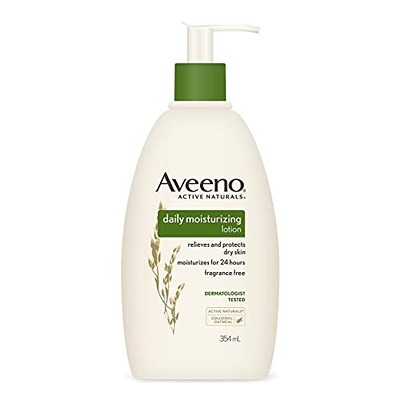 Aveeno®
ACTIVE NATURALS®
daily moisturizing
lotion
relieves and protects
dry skin
moisturizes for 24 hours
fragrance free
DERMATOLOGIST
TESTED
ACTIVE NATURALS®
COLLOIDAL
OATMEAL
354 mL